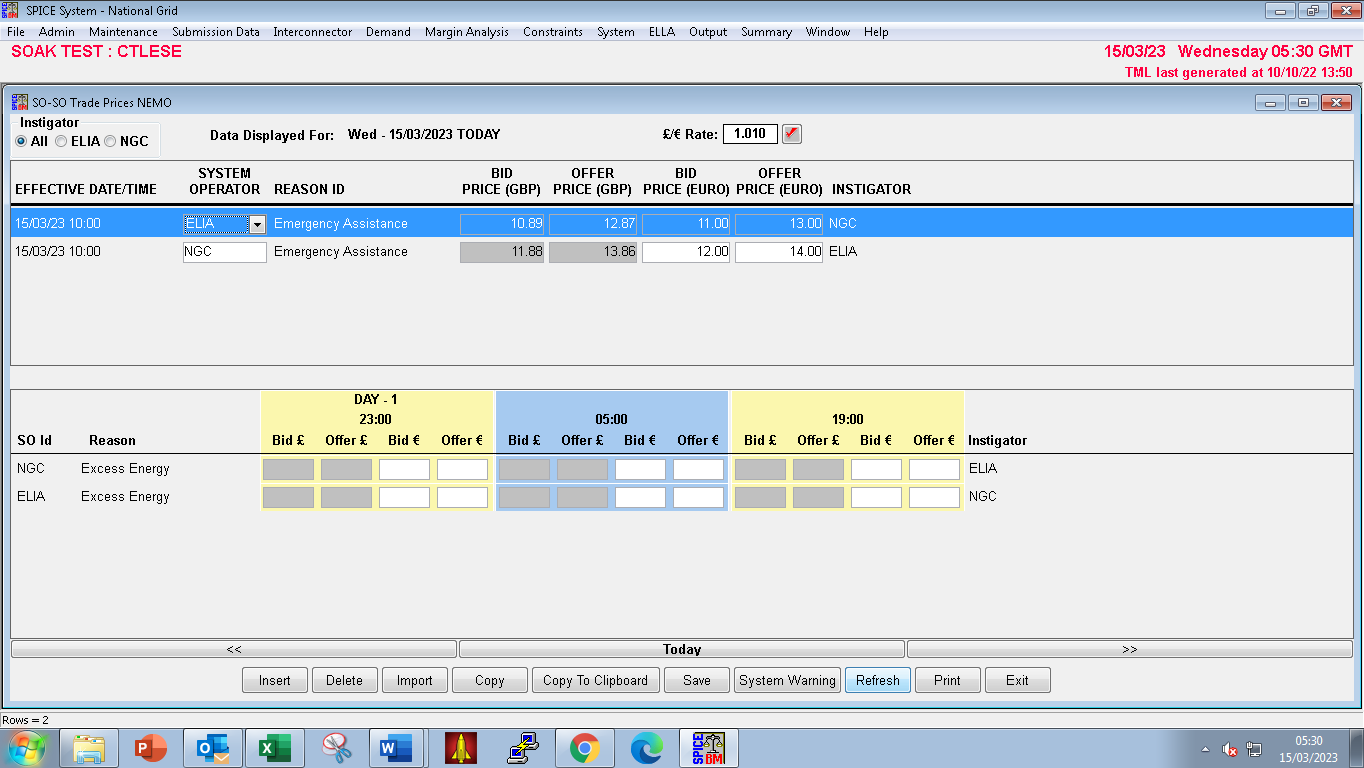 SPICE System - National Grid
File Admin Maintenance Submission Data Interconnector Demand Margin Analysis Constraints System ELLA Output Summary Window Help
SOAK TEST : CTLESE 15/03/23 Wednesday 05:30 GMT
TML last generated at 10/10/22 13:50
SO-SO Trade Prices NEMO
Instigator
All ELIA NGC Data Displayed For: Wed - 15/03/2023 TODAY £/€ Rate: 1.010
SYSTEM BID OFFER BID OFFER
EFFECTIVE DATE/TIME OPERATOR REASON ID PRICE (GBP) PRICE (GBP) PRICE (EURO) PRICE (EURO) INSTIGATOR
15/03/23 10:00 ELIA Emergency Assistance 10.89 12.87 11.00 13.00 NGC
15/03/23 10:00 NGC Emergency Assistance 11.88 13.86 12.00 14.00 ELIA
DAY - 1
23:00 05:00 19:00
SO Id Reason Bid £ Offer £ Bid € Offer € Bid £ Offer £ Bid € Offer € Bid £ Offer £ Bid € Offer € Instigator
NGC Excess Energy ELIA
ELIA Excess Energy NGC
<< Today >>
Insert Delete Import Copy Copy To Clipboard Save System Warning Refresh Print Exit
Rows = 2
SPICE BM
05:30
15/03/2023